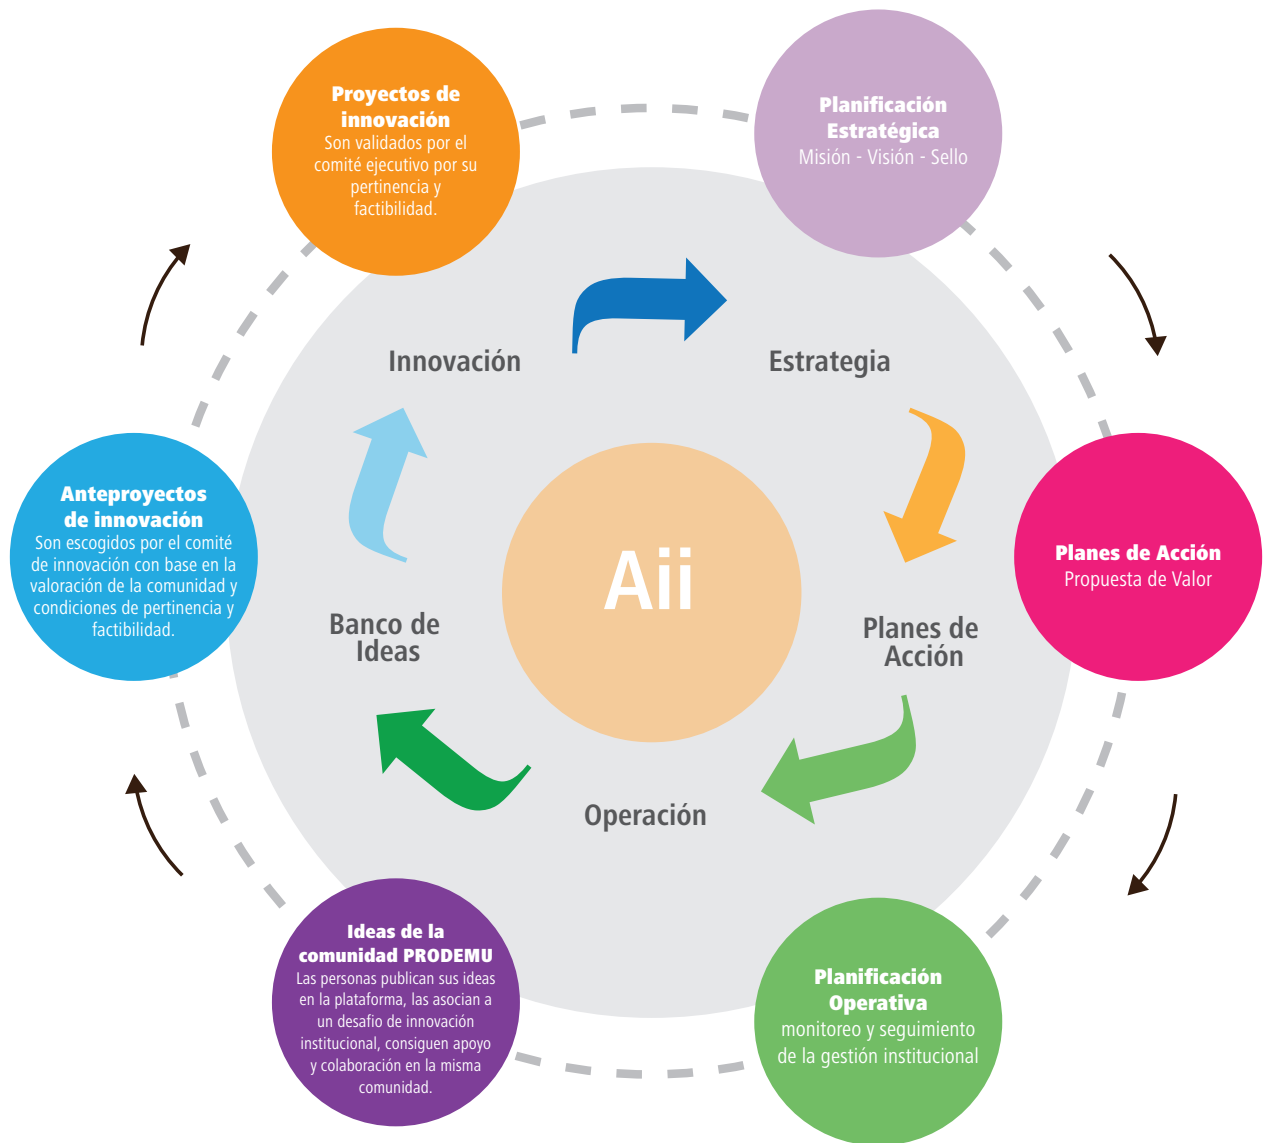 Proyectos de
innovación
Son validados por el
comité ejecutivo por su
pertinencia y
factibilidad.
Planificación
Estratégica
Misión - Visión - Sello
Innovación
Estrategia
Anteproyectos
de innovación
Son escogidos por el comité
de innovación con base en la
valoración de la comunidad y
condiciones de pertinencia y
factibilidad.
Aii
Planes de Acción
Propuesta de Valor
Banco de
Ideas
Planes de
Acción
Operación
Ideas de la
comunidad PRODEMU
Las personas publican sus ideas
en la plataforma, las asocian a
un desafio de innovación
institucional, consiguen apoyo
y colaboración en la misma
comunidad.
Planificación
Operativa
monitoreo y seguimiento
de la gestión institucional